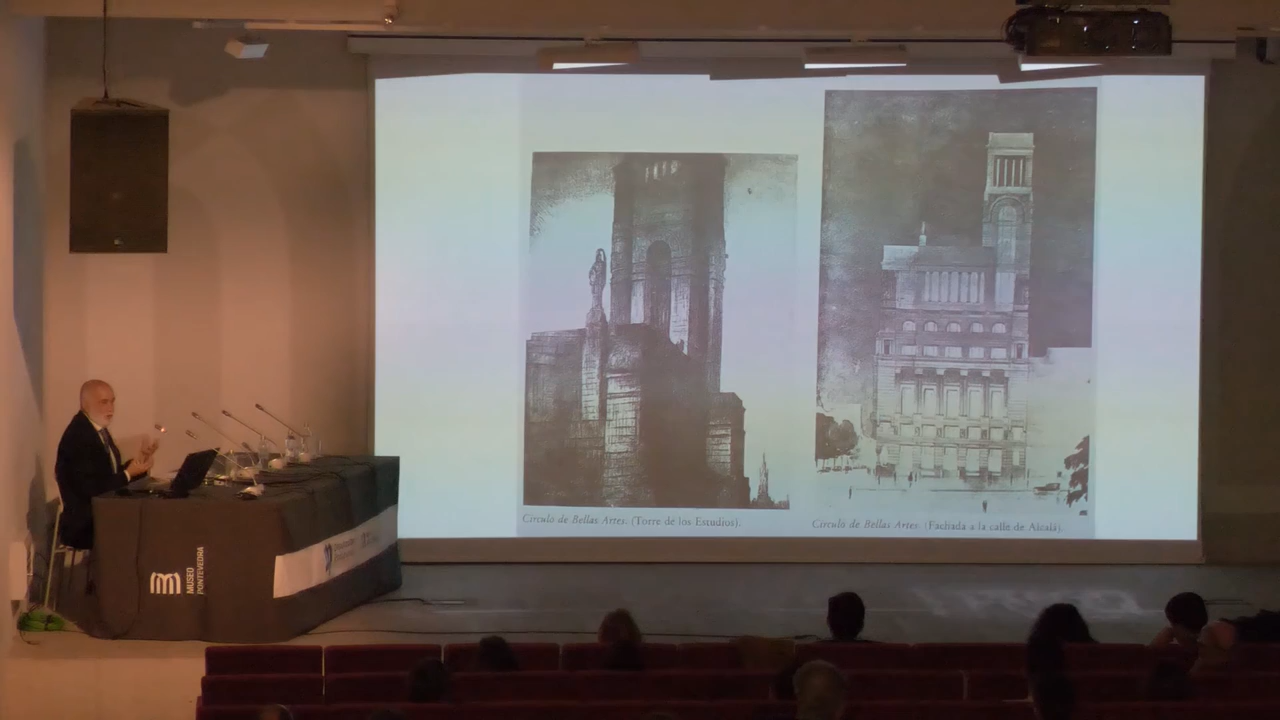 Círculo de Bellas Artes. (Torre de los Estudios).
Círculo de Bellas Artes. (Fachada a la calle de Alcalá).
MUSEO
PONTEVEDRA